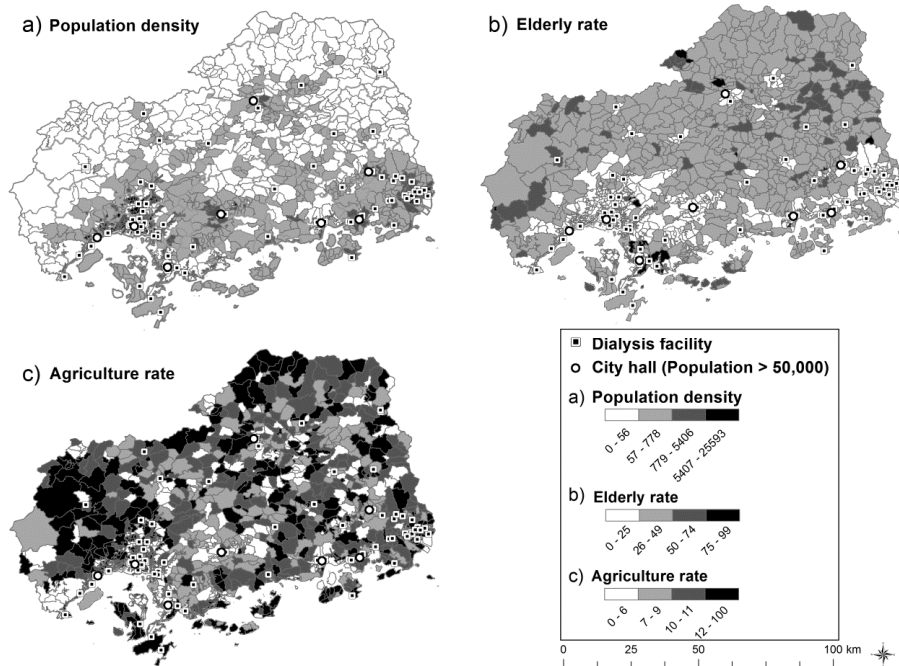 a) Population density
b) Elderly rate
c) Agriculture rate
Dialysis facility
City hall (Population > 50,000)
a) Population density
0 - 56
57 - 778
779 - 5406
5407 - 25593
b) Elderly rate
0 - 25
26 - 49
50 - 74
75 - 99
c) Agriculture rate
0 - 6
7 - 9
10 - 11
12 - 100
0 50 100 km